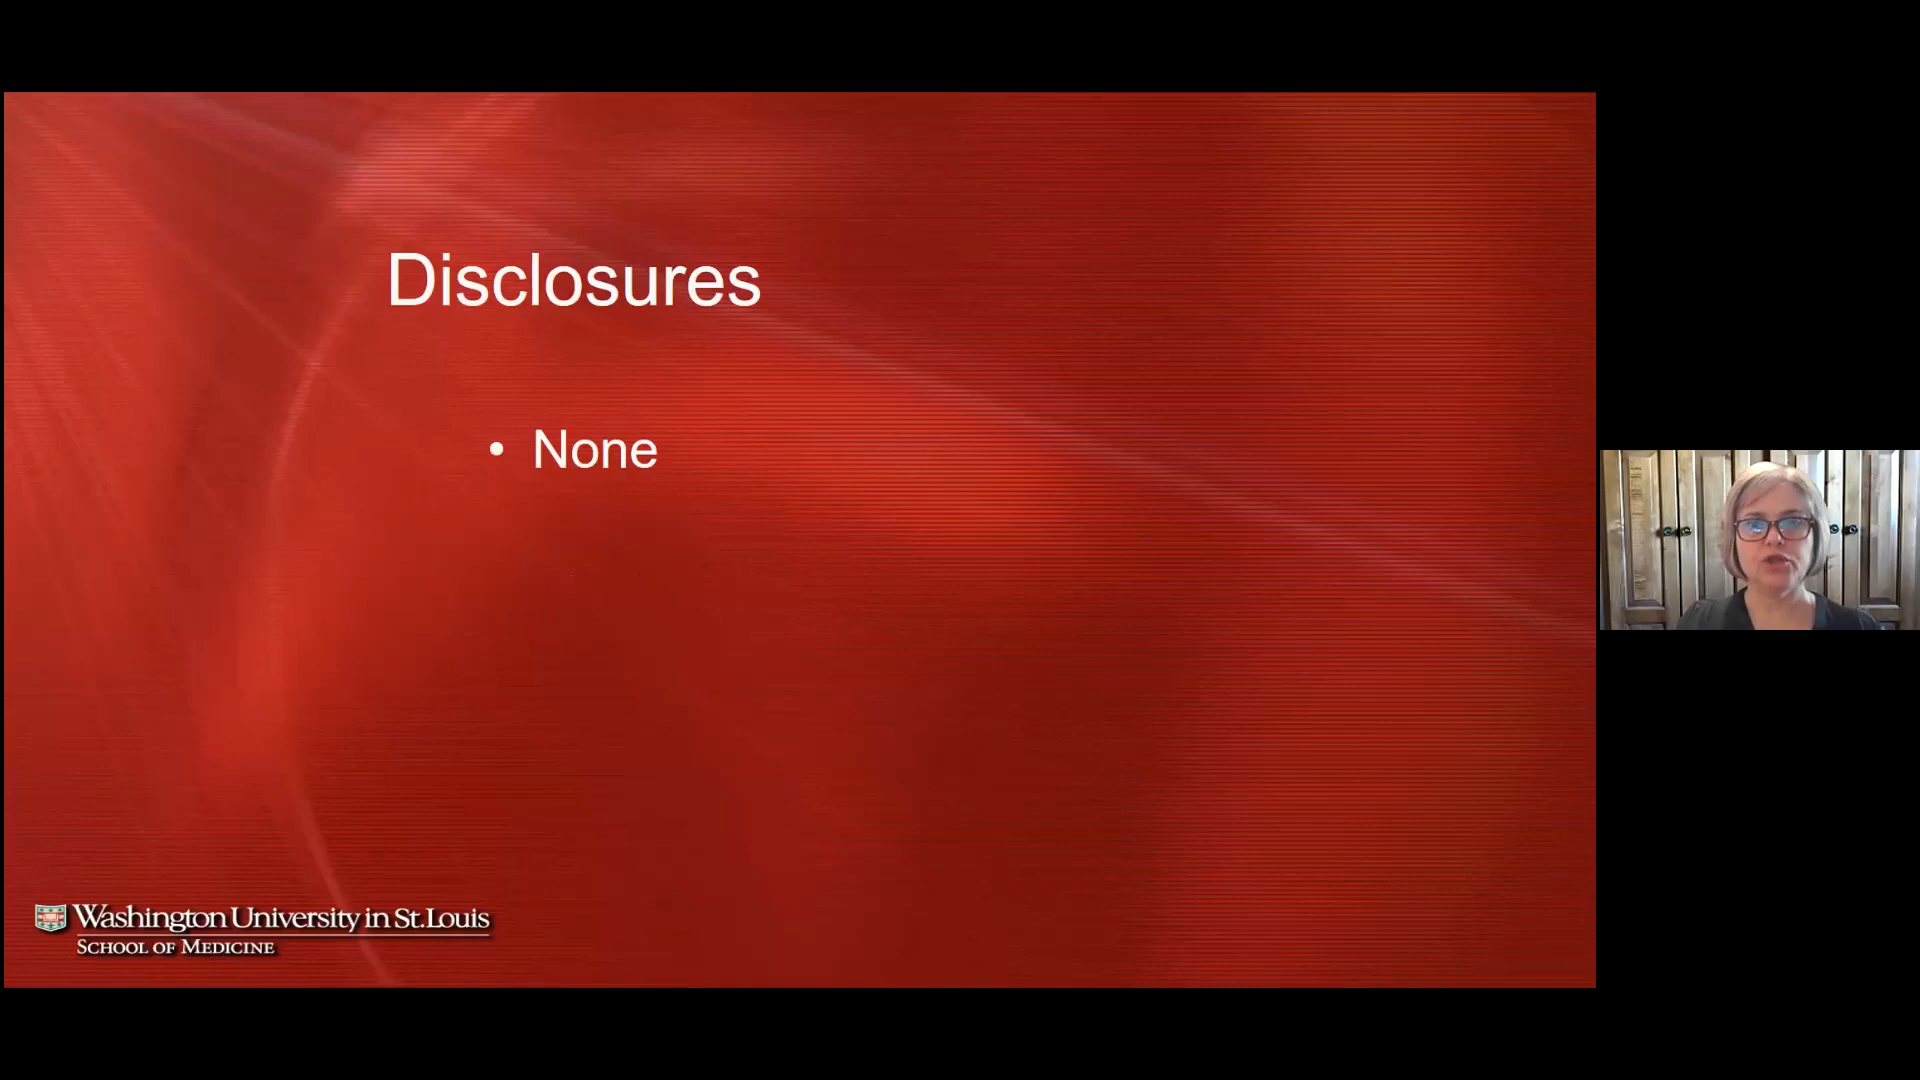 Disclosures
• None
Washington University in St. Louis
SCHOOL OF MEDICINE